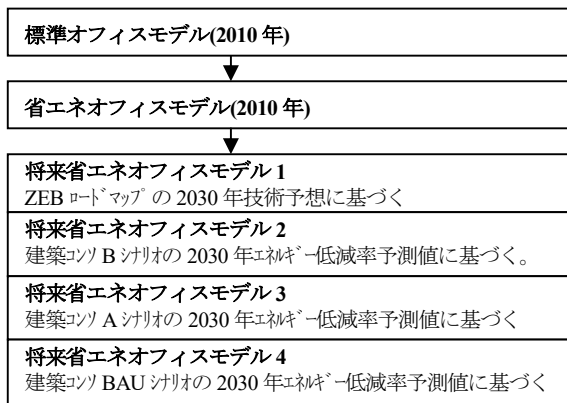 標準オフィスモデル(2010 年)
省エネオフィスモデル(2010 年)
将来省エネオフィスモデル 1
ZEB ﾛｰﾄﾞﾏｯﾌﾟの 2030 年技術予想に基づく
将来省エネオフィスモデル 2
建築ｺﾝｿ B ｼﾅﾘｵの 2030 年ｴﾈﾙｷﾞｰ低減率予測値に基づく。
将来省エネオフィスモデル 3
建築ｺﾝｿ A ｼﾅﾘｵの 2030 年ｴﾈﾙｷﾞｰ低減率予測値に基づく
将来省エネオフィスモデル 4
建築ｺﾝｿ BAU ｼﾅﾘｵの 2030 年ｴﾈﾙｷﾞｰ低減率予測値に基づく